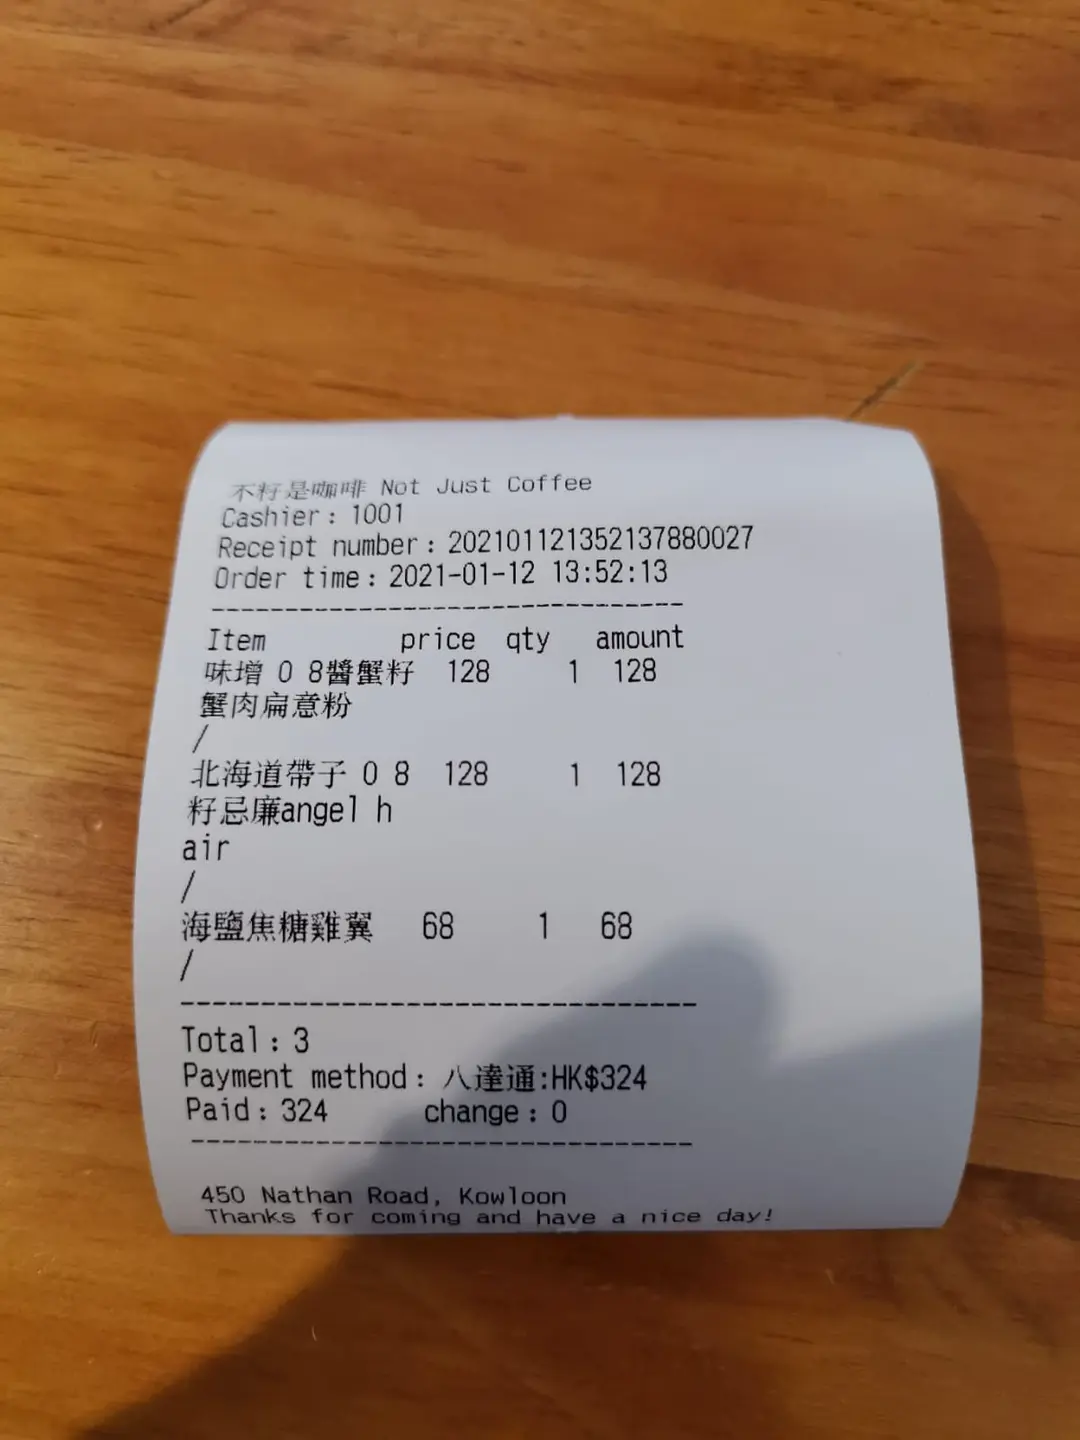 不籽是咖啡 Not Just Coffee
Cashier: 1001
Receipt number: 202101121352137880027
Order time: 2021-01-12 13:52:13
--------------------------------
Item price qty amount
味增 0 8醬蟹籽 128 1 128
蟹肉扁意粉
/
北海道帶子 0 8 128 1 128
籽忌廉angel h
air
/
海鹽焦糖雞翼 68 1 68
/
--------------------------------
Total: 3
Payment method: 八達通:HK$324
Paid: 324 change: 0
--------------------------------
450 Nathan Road, Kowloon
Thanks for coming and have a nice day!